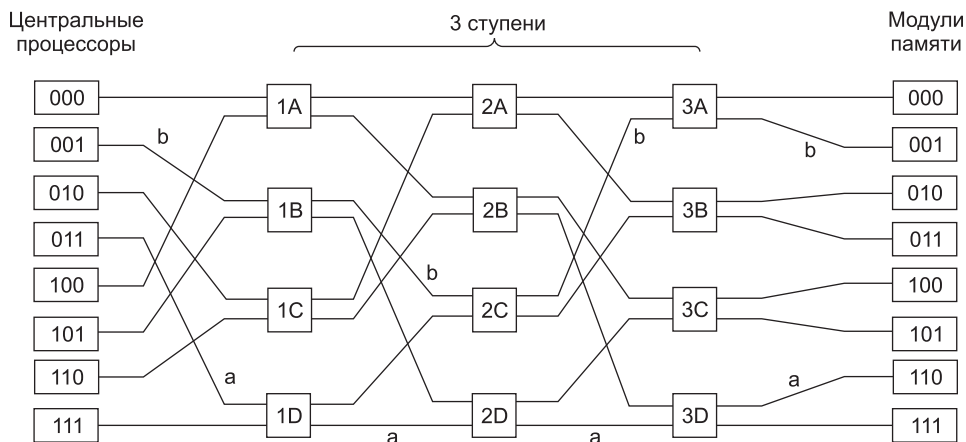 Центральные
процессоры
3 ступени
Модули
памяти
000 1A 2A 3A 000
001 b b b 001
010 1B 2B 3B 010
011 011
100 b 100
101 1C 2C 3C 101
110 a a 110
111 1D 2D 3D 111
a a